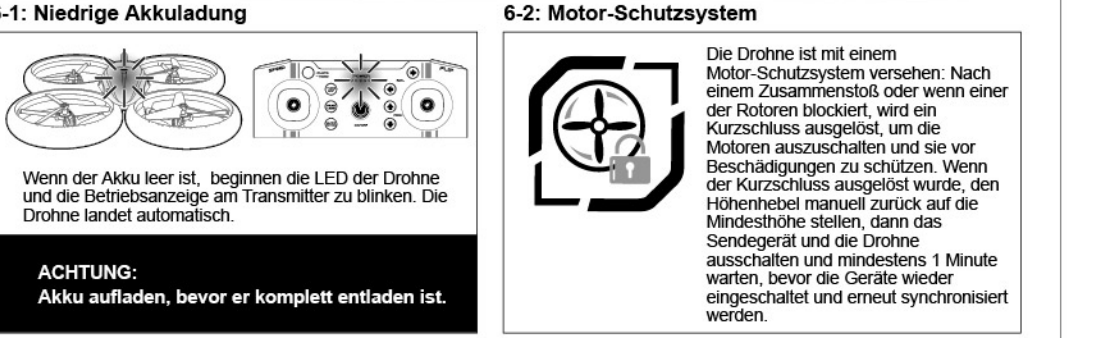 6-1: Niedrige Akkuladung
Wenn der Akku leer ist, beginnen die LED der Drohne
und die Betriebsanzeige am Transmitter zu blinken. Die
Drohne landet automatisch.
ACHTUNG:
Akku aufladen, bevor er komplett entladen ist.
6-2: Motor-Schutzsystem
Die Drohne ist mit einem
Motor-Schutzsystem versehen: Nach
einem Zusammenstoß oder wenn einer
der Rotoren blockiert, wird ein
Kurzschluss ausgelöst, um die
Motoren auszuschalten und sie vor
Beschädigungen zu schützen. Wenn
der Kurzschluss ausgelöst wurde, den
Höhenhebel manuell zurück auf die
Mindesthöhe stellen, dann das
Sendegerät und die Drohne
ausschalten und mindestens 1 Minute
warten, bevor die Geräte wieder
eingeschaltet und erneut synchronisiert
werden.